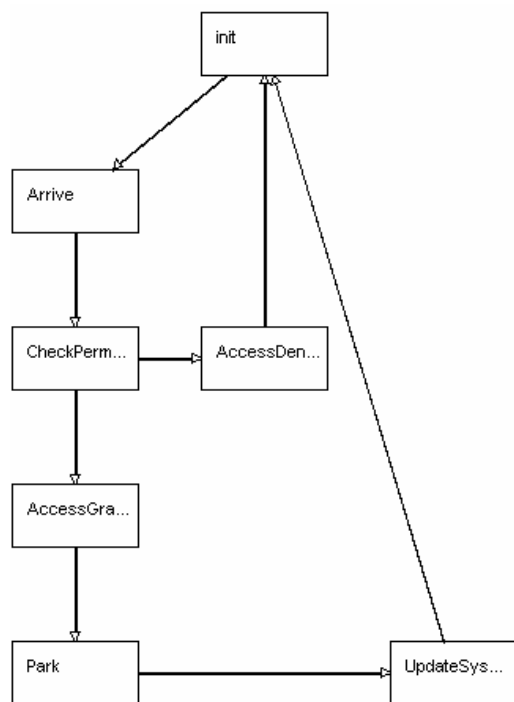 init
Arrive
CheckPerm...
AccessDen...
AccessGra...
Park
UpdateSys...